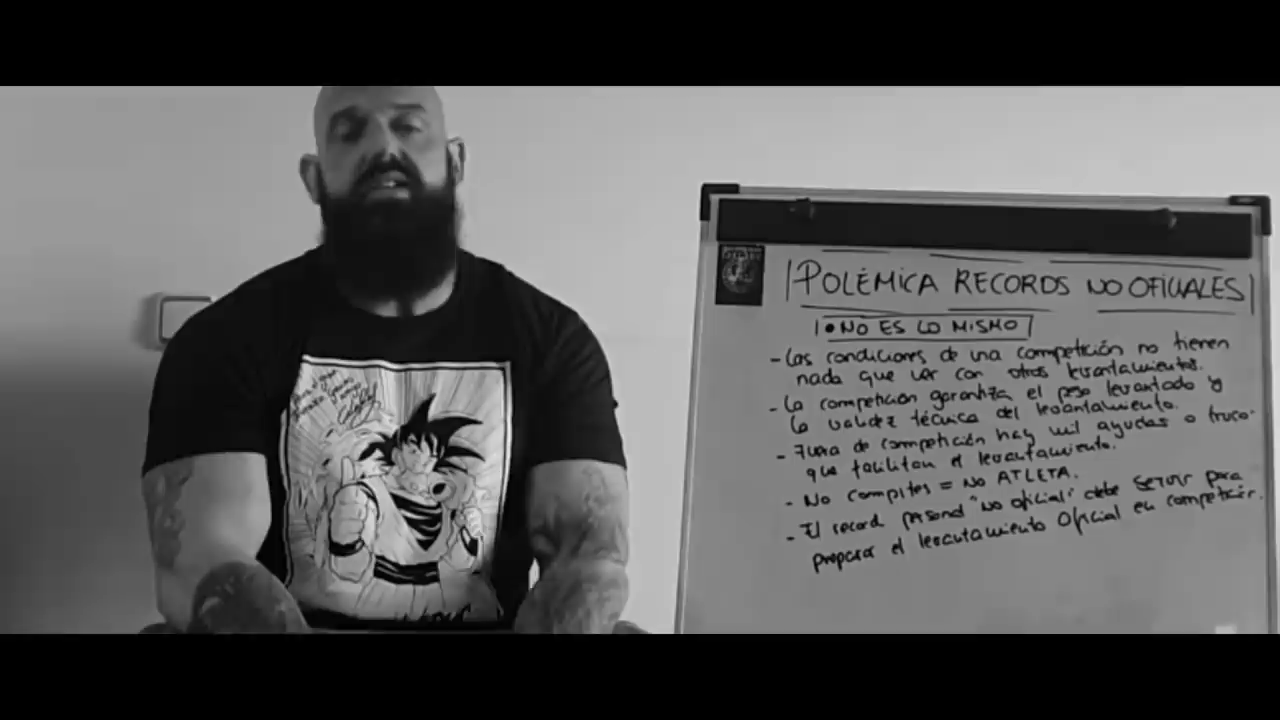 POLÉMICA RECORDS NO OFICIALES
• NO ES LO MISMO
- Las condiciones de una competición no tienen
nada que ver con otros levantamientos.
- La competición garantiza el peso levantado y
la validez técnica del levantamiento.
- Fuera de competición hay mil ayudas o truco.
que facilitan el levantamiento.
- No compites = No ATLETA.
- El record personal "no oficial" debe servir para
preparar el levantamiento oficial en competición.